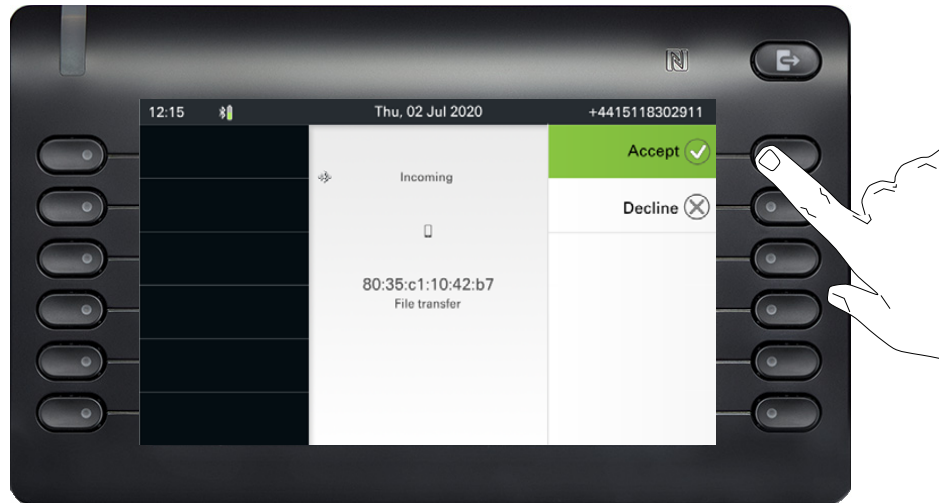 12:15
Thu, 02 Jul 2020
+4415118302911
Accept
Incoming
Decline
80:35:c1:10:42:b7
File transfer